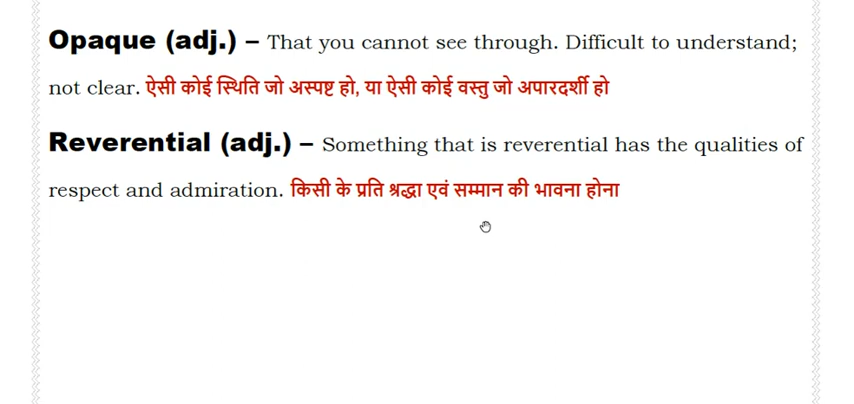 Opaque (adj.) – That you cannot see through. Difficult to understand;
not clear. ऐसी कोई स्थिति जो अस्पष्ट हो, या ऐसी कोई वस्तु जो अपारदर्शी हो
Reverential (adj.) – Something that is reverential has the qualities of
respect and admiration. किसी के प्रति श्रद्धा एवं सम्मान की भावना होना